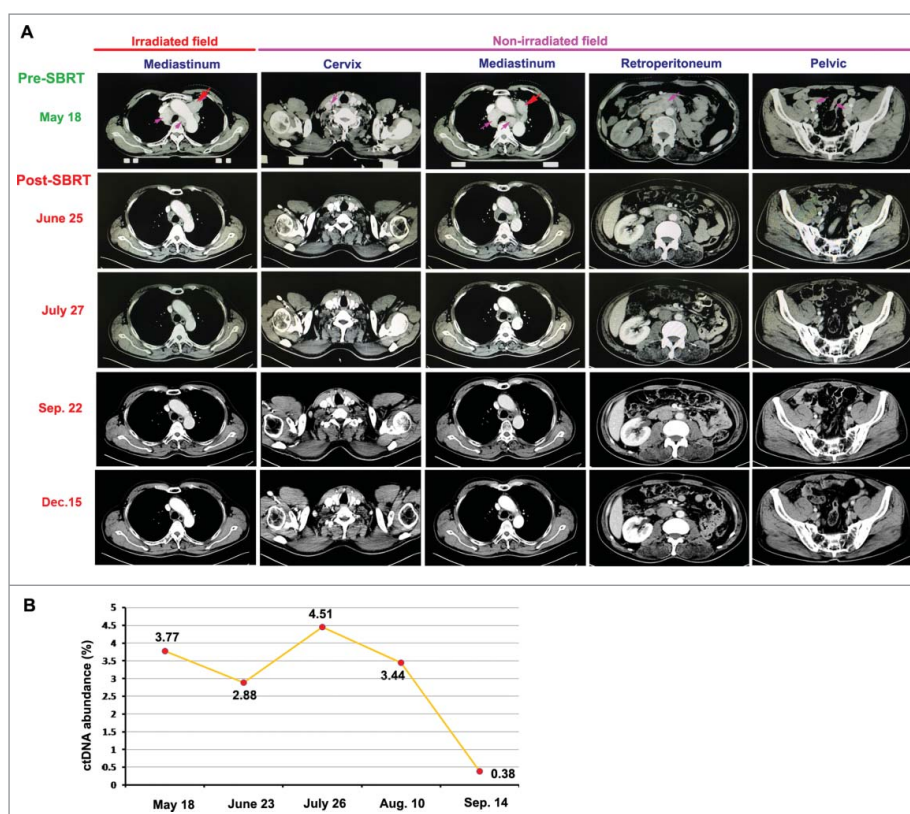 A
Irradiated field Non-irradiated field
Mediastinum Cervix Mediastinum Retroperitoneum Pelvic
Pre-SBRT
May 18
Post-SBRT
June 25
July 27
Sep. 22
Dec.15
B
ctDNA abundance (%)
5
4.5
4
3.5
3
2.5
2
1.5
1
0.5
0
3.77
2.88
4.51
3.44
0.38
May 18 June 23 July 26 Aug. 10 Sep. 14